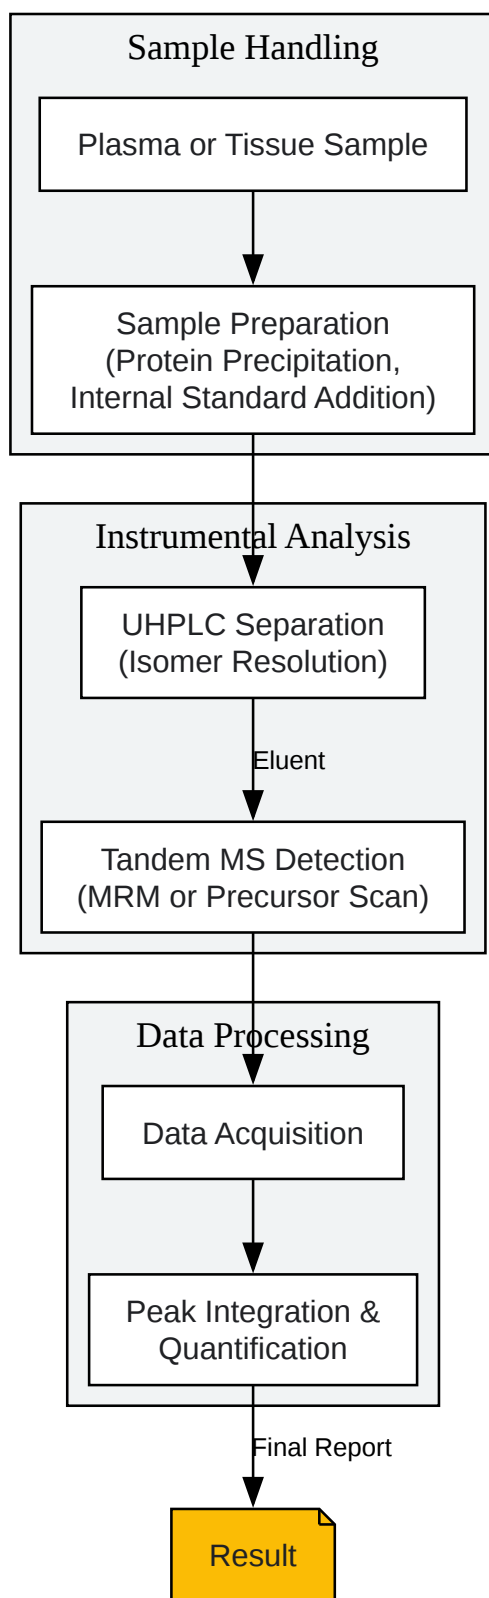 Sample Handling
Plasma or Tissue Sample
Sample Preparation
(Protein Precipitation,
Internal Standard Addition)
Instrumental Analysis
UHPLC Separation
(Isomer Resolution)
Eluent
Tandem MS Detection
(MRM or Precursor Scan)
Data Processing
Data Acquisition
Peak Integration &
Quantification
Final Report
Result